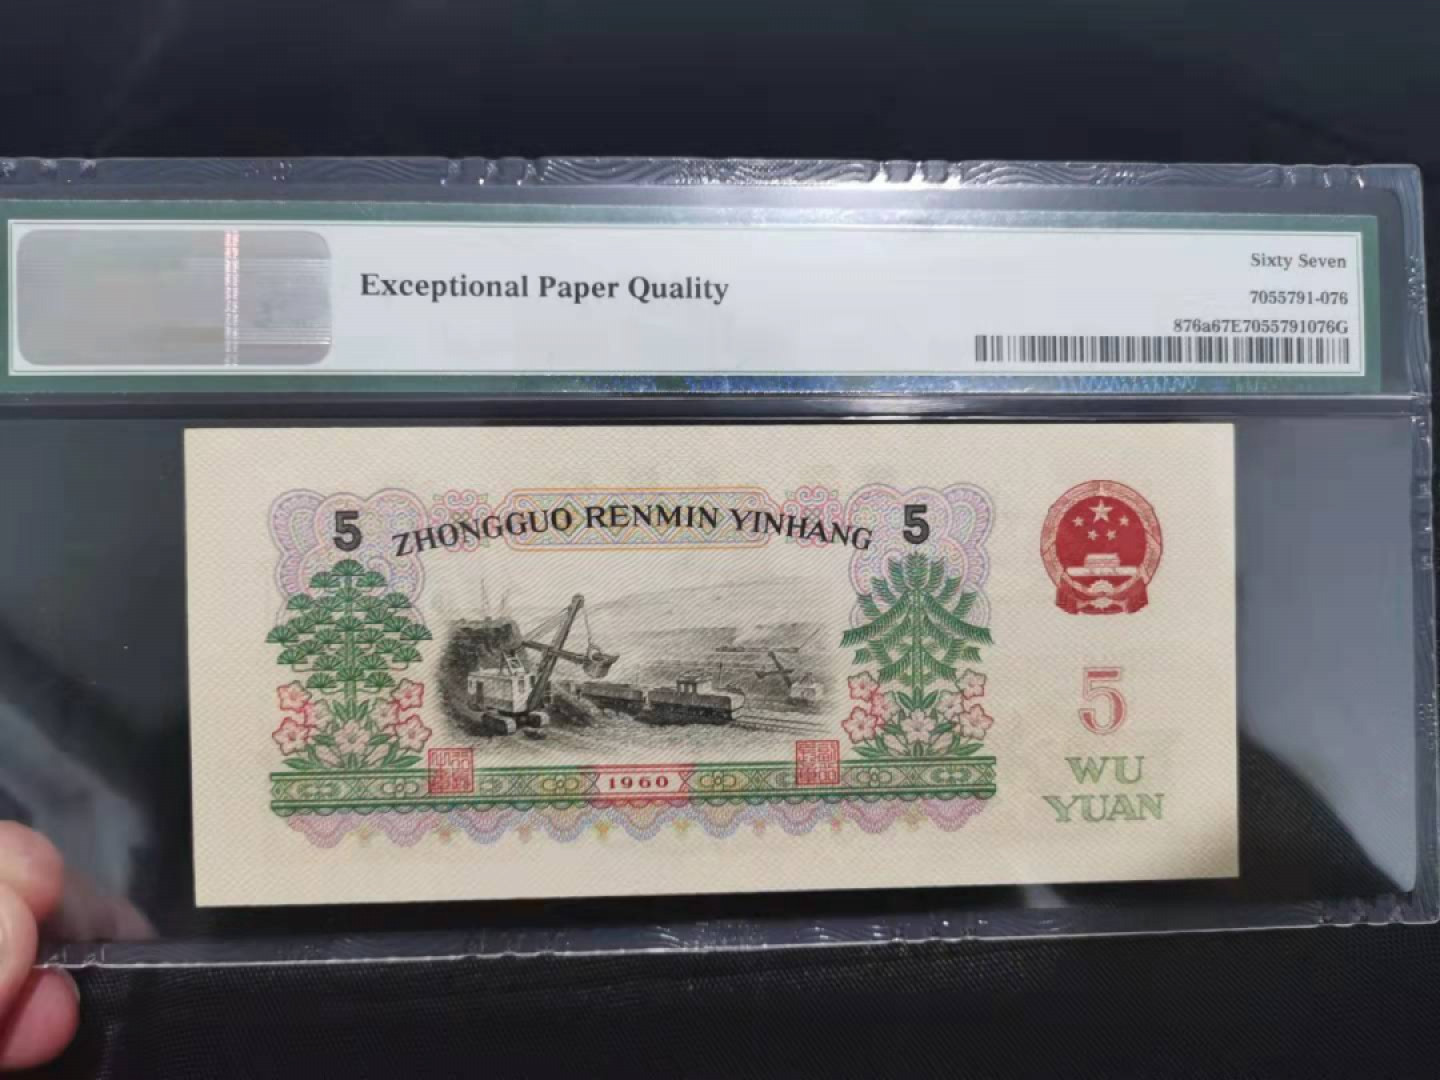 Exceptional Paper Quality
Sixty Seven
7055791-076
876a67E7055791076G
5 ZHONGGUO RENMIN YINHANG 5
5
WU
YUAN
1960